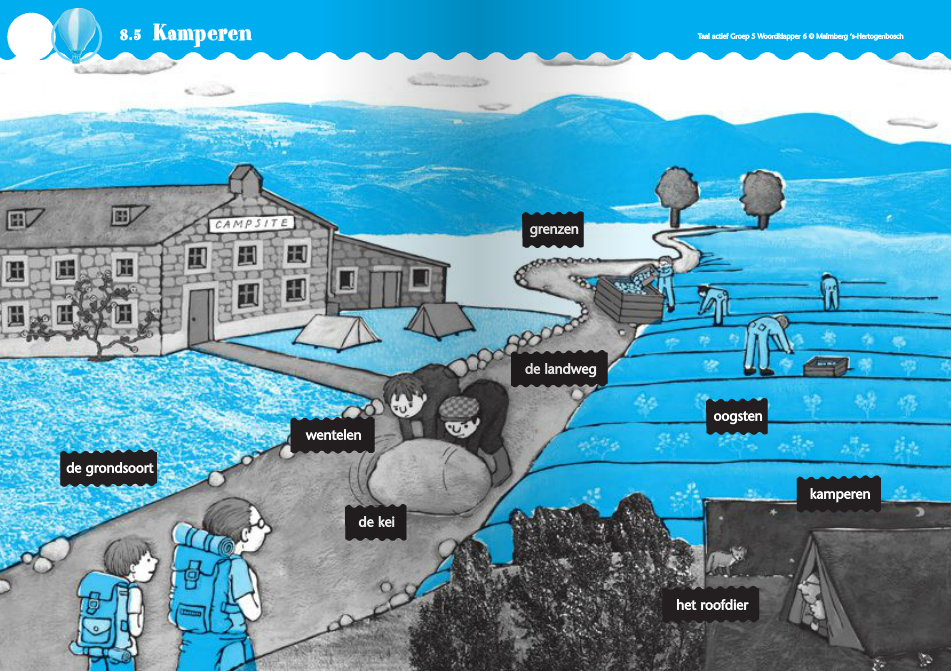 8.5 Kamperen
Taal actief Groep 5 Woordklapper 6 © Malmberg 's-Hertogenbosch
CAMPSITE
grenzen
de landweg
wentelen
oogsten
de grondsoort
kamperen
de kei
het roofdier